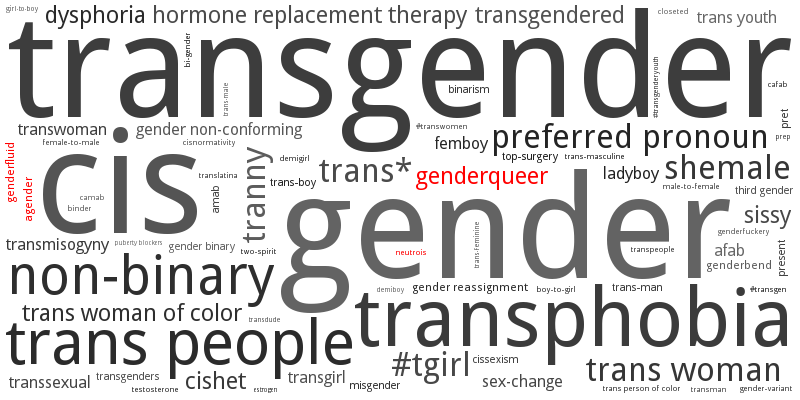 girl-to-boy
dysphoria
hormone replacement therapy
transgendered
closeted
trans youth
transgender
bi-gender
trans-male
binarism
#transgenderyouth
cafab
pret
prep
transwoman
gender non-conforming
#transwomen
female-to-male
cisnormativity
femboy
preferred pronoun
genderfluid
agender
cis
demigirl
top-surgery
trans-masculine
trans*
genderqueer
ladyboy
shemale
translatina
trans-boy
male-to-female
third gender
camab
binder
amab
tranny
gender
sissy
genderfuckery
transmisogyny
puberty blockers
gender binary
two-spirit
neutrois
trans-feminine
transpeople
afab
genderbend
present
non-binary
demiboy
gender reassignment
boy-to-girl
trans-man
#transgen
trans woman of color
transdude
transphobia
trans people
#tgirl
cissexism
trans woman
transsexual
transgenders
cishet
transgirl
misgender
sex-change
testosterone
estrogen
trans person of color
transman
gender-variant